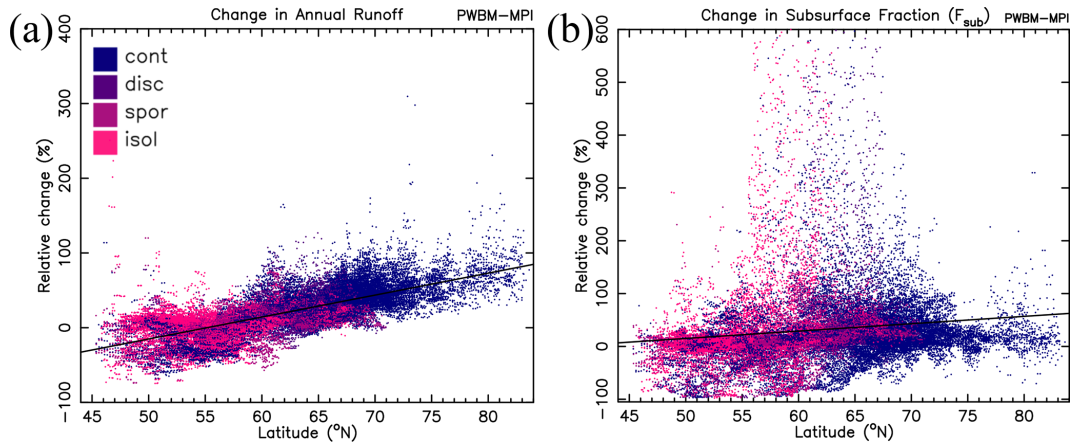 (a)
Change in Annual Runoff
PWBM-MPI
cont
disc
spor
isol
Relative change (%)
400
300
200
100
0
-100
45 50 55 60 65 70 75 80
Latitude (°N)
(b)
Change in Subsurface Fraction (Fsub)
PWBM-MPI
Relative change (%)
600
500
400
300
200
100
0
-100
45 50 55 60 65 70 75 80
Latitude (°N)